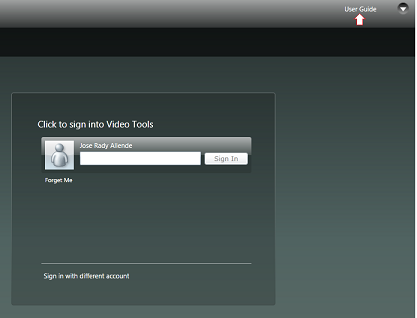 User Guide
Click to sign into Video Tools
Jose Rady Allende
Sign In
Forget Me
Sign in with different account